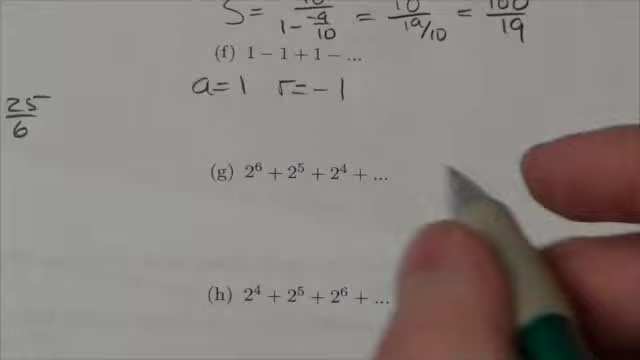 S = 10 / 1 - -9/10 = 10 / 19/10 = 100 / 19
(f) 1 − 1 + 1 − ...
a = 1 r = − 1
25 / 6
(g) 2⁶ + 2⁵ + 2⁴ + ...
(h) 2⁴ + 2⁵ + 2⁶ + ...